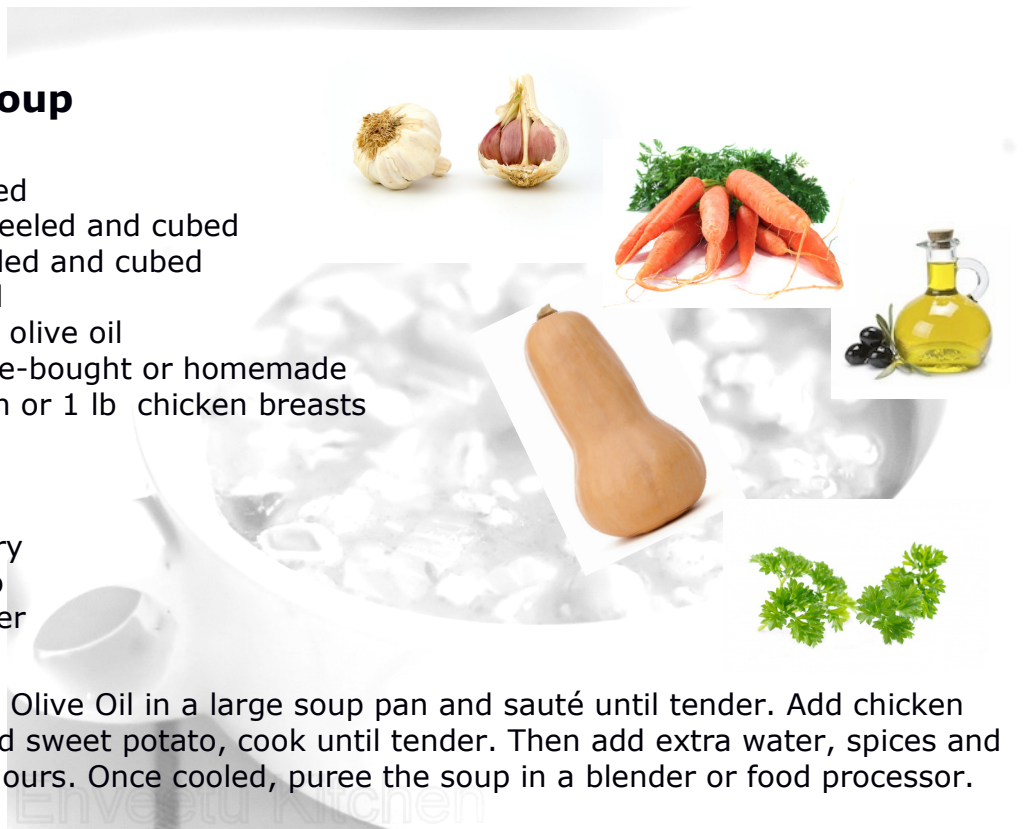 oup
ed
eeled and cubed
led and cubed
olive oil
e-bought or homemade
n or 1 lb chicken breasts
ry
er
Olive Oil in a large soup pan and sauté until tender. Add chicken
d sweet potato, cook until tender. Then add extra water, spices and
ours. Once cooled, puree the soup in a blender or food processor.
Enveetu Kitchen